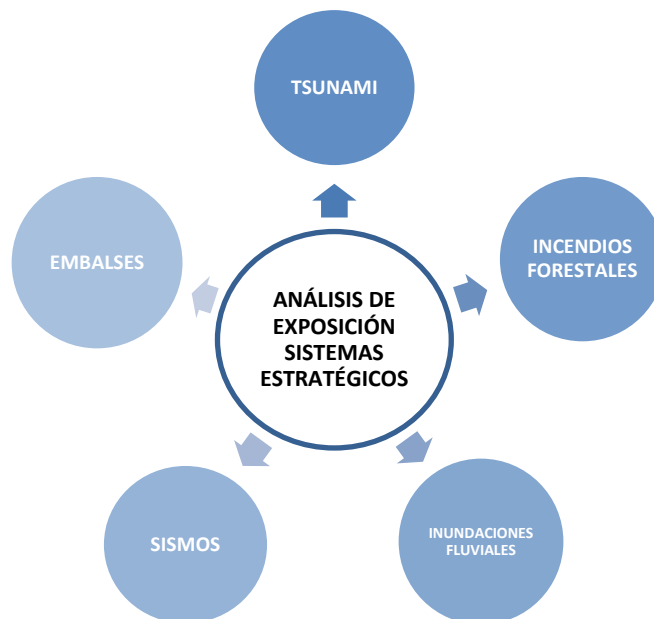 TSUNAMI
INCENDIOS
FORESTALES
EMBALSES
ANÁLISIS DE
EXPOSICIÓN
SISTEMAS
ESTRATÉGICOS
SISMOS
INUNDACIONES
FLUVIALES